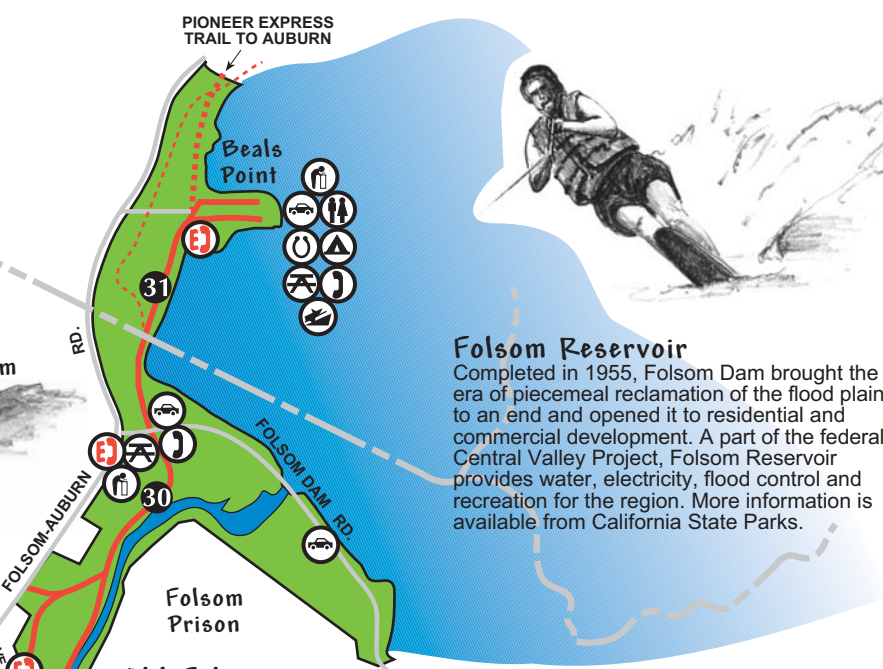 PIONEER EXPRESS
TRAIL TO AUBURN
Beals
Point
E
31
RD.
m
Folsom Reservoir
Completed in 1955, Folsom Dam brought the
era of piecemeal reclamation of the flood plain
to an end and opened it to residential and
commercial development. A part of the federal
Central Valley Project, Folsom Reservoir
provides water, electricity, flood control and
recreation for the region. More information is
available from California State Parks.
FOLSOM DAM RD.
E
30
FOLSOM-AUBURN
Folsom
Prison
E